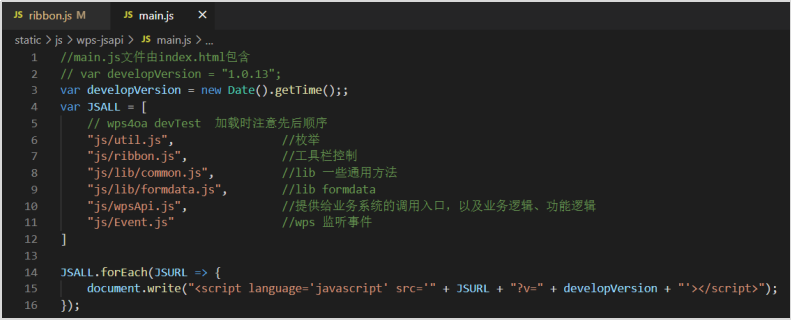 JS ribbon.js M JS main.js ×
static > js > wps-jsapi > JS main.js > ...
1 //main.js文件由index.html包含
2 // var developVersion = "1.0.13";
3 var developVersion = new Date().getTime();;
4 var JSALL = [
5 // wps4oa devTest 加载时注意先后顺序
6 "js/util.js", //枚举
7 "js/ribbon.js", //工具栏控制
8 "js/lib/common.js", //lib 一些通用方法
9 "js/lib/formdata.js", //lib formdata
10 "js/wpsApi.js", //提供给业务系统的调用入口，以及业务逻辑、功能逻辑
11 "js/Event.js" //wps 监听事件
12 ]
13
14 JSALL.forEach(JSURL => {
15 document.write("<script language='javascript' src='" + JSURL + "?v=" + developVersion + "'></script>");
16 });